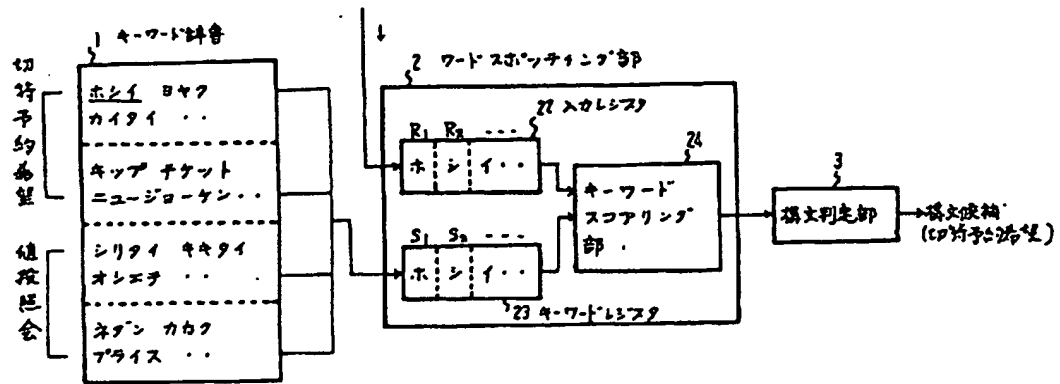 1 キーワード辞書
切符予約希望
ホシイ ヨヤク
カイタイ ・・
キップ チケット
ニュージョーケン・・
値段照会
シリタイ キキタイ
オシエテ ・・
ネダン カカク
プライス ・・
2 ワードスポッティング部
22 入力レジスタ
R1 R2 ---
ホ シ イ・・
S1 S2 ---
ホ シ イ・・
23 キーワードレジスタ
24
キーワード
スコアリング
部
3
構文判定部
構文候補
(切符予約希望)